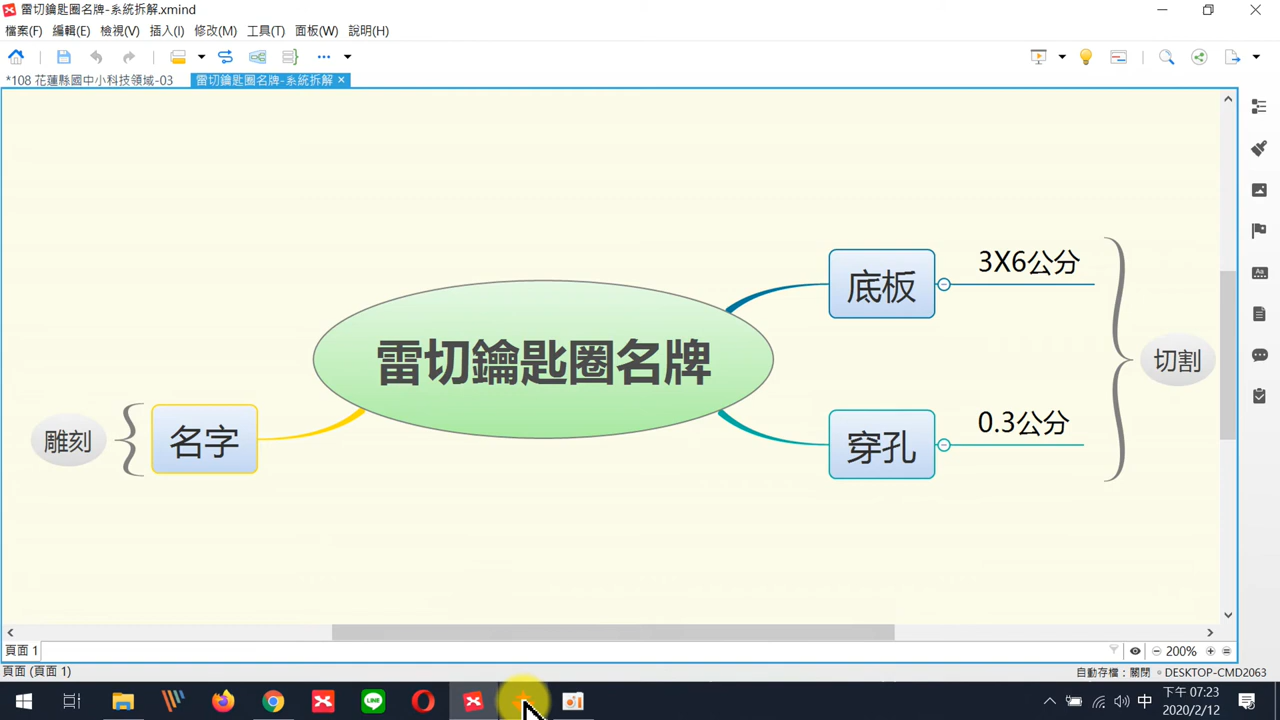 雷切鑰匙圈名牌-系統拆解.xmind
檔案(F) 編輯(E) 檢視(V) 插入(I) 修改(M) 工具(T) 面板(W) 說明(H)
*108 花蓮縣國中小科技領域-03 雷切鑰匙圈名牌-系統拆解
底板 3X6公分
雷切鑰匙圈名牌
切割
穿孔 0.3公分
名字
雕刻
頁面 1
200%
頁面 (頁面 1)
自動存檔：關閉 DESKTOP-CMD2063
中
下午 07:23
2020/2/12